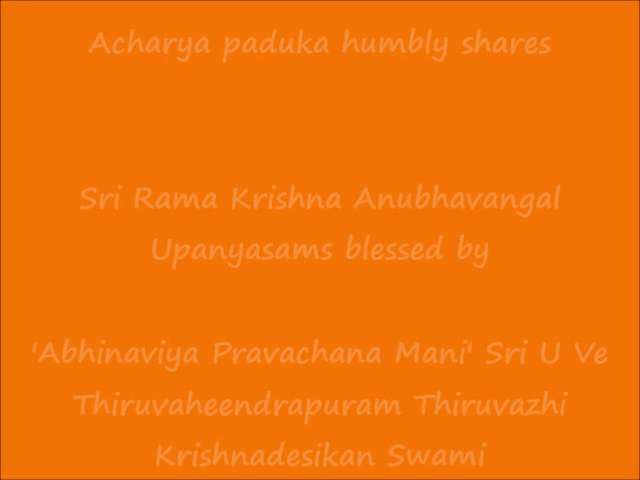 Acharya paduka humbly shares
Sri Rama Krishna Anubhavangal
Upanyasams blessed by
'Abhinaviya Pravachana Mani' Sri U Ve
Thiruvaheendrapuram Thiruvazhi
Krishnadesikan Swami